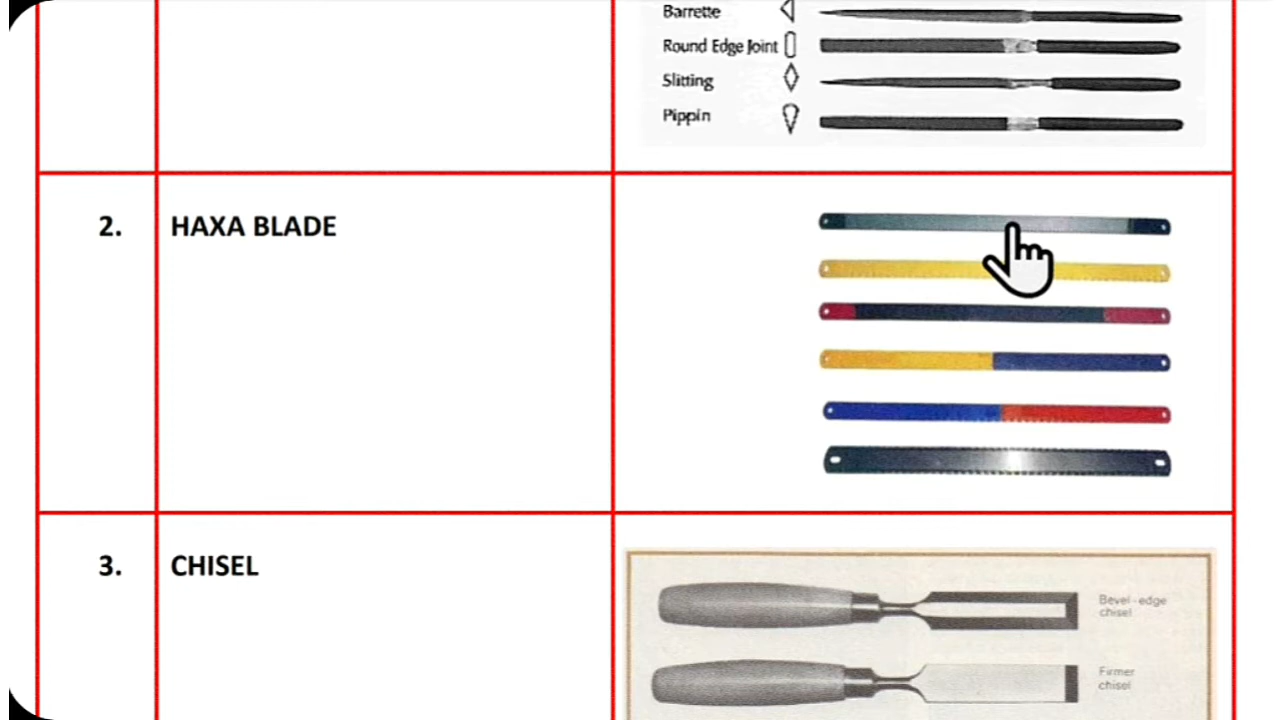 Barrette
Round Edge Joint
Slitting
Pippin
2.
HAXA BLADE
3.
CHISEL
Bevel-edge
chisel
Firmer
chisel